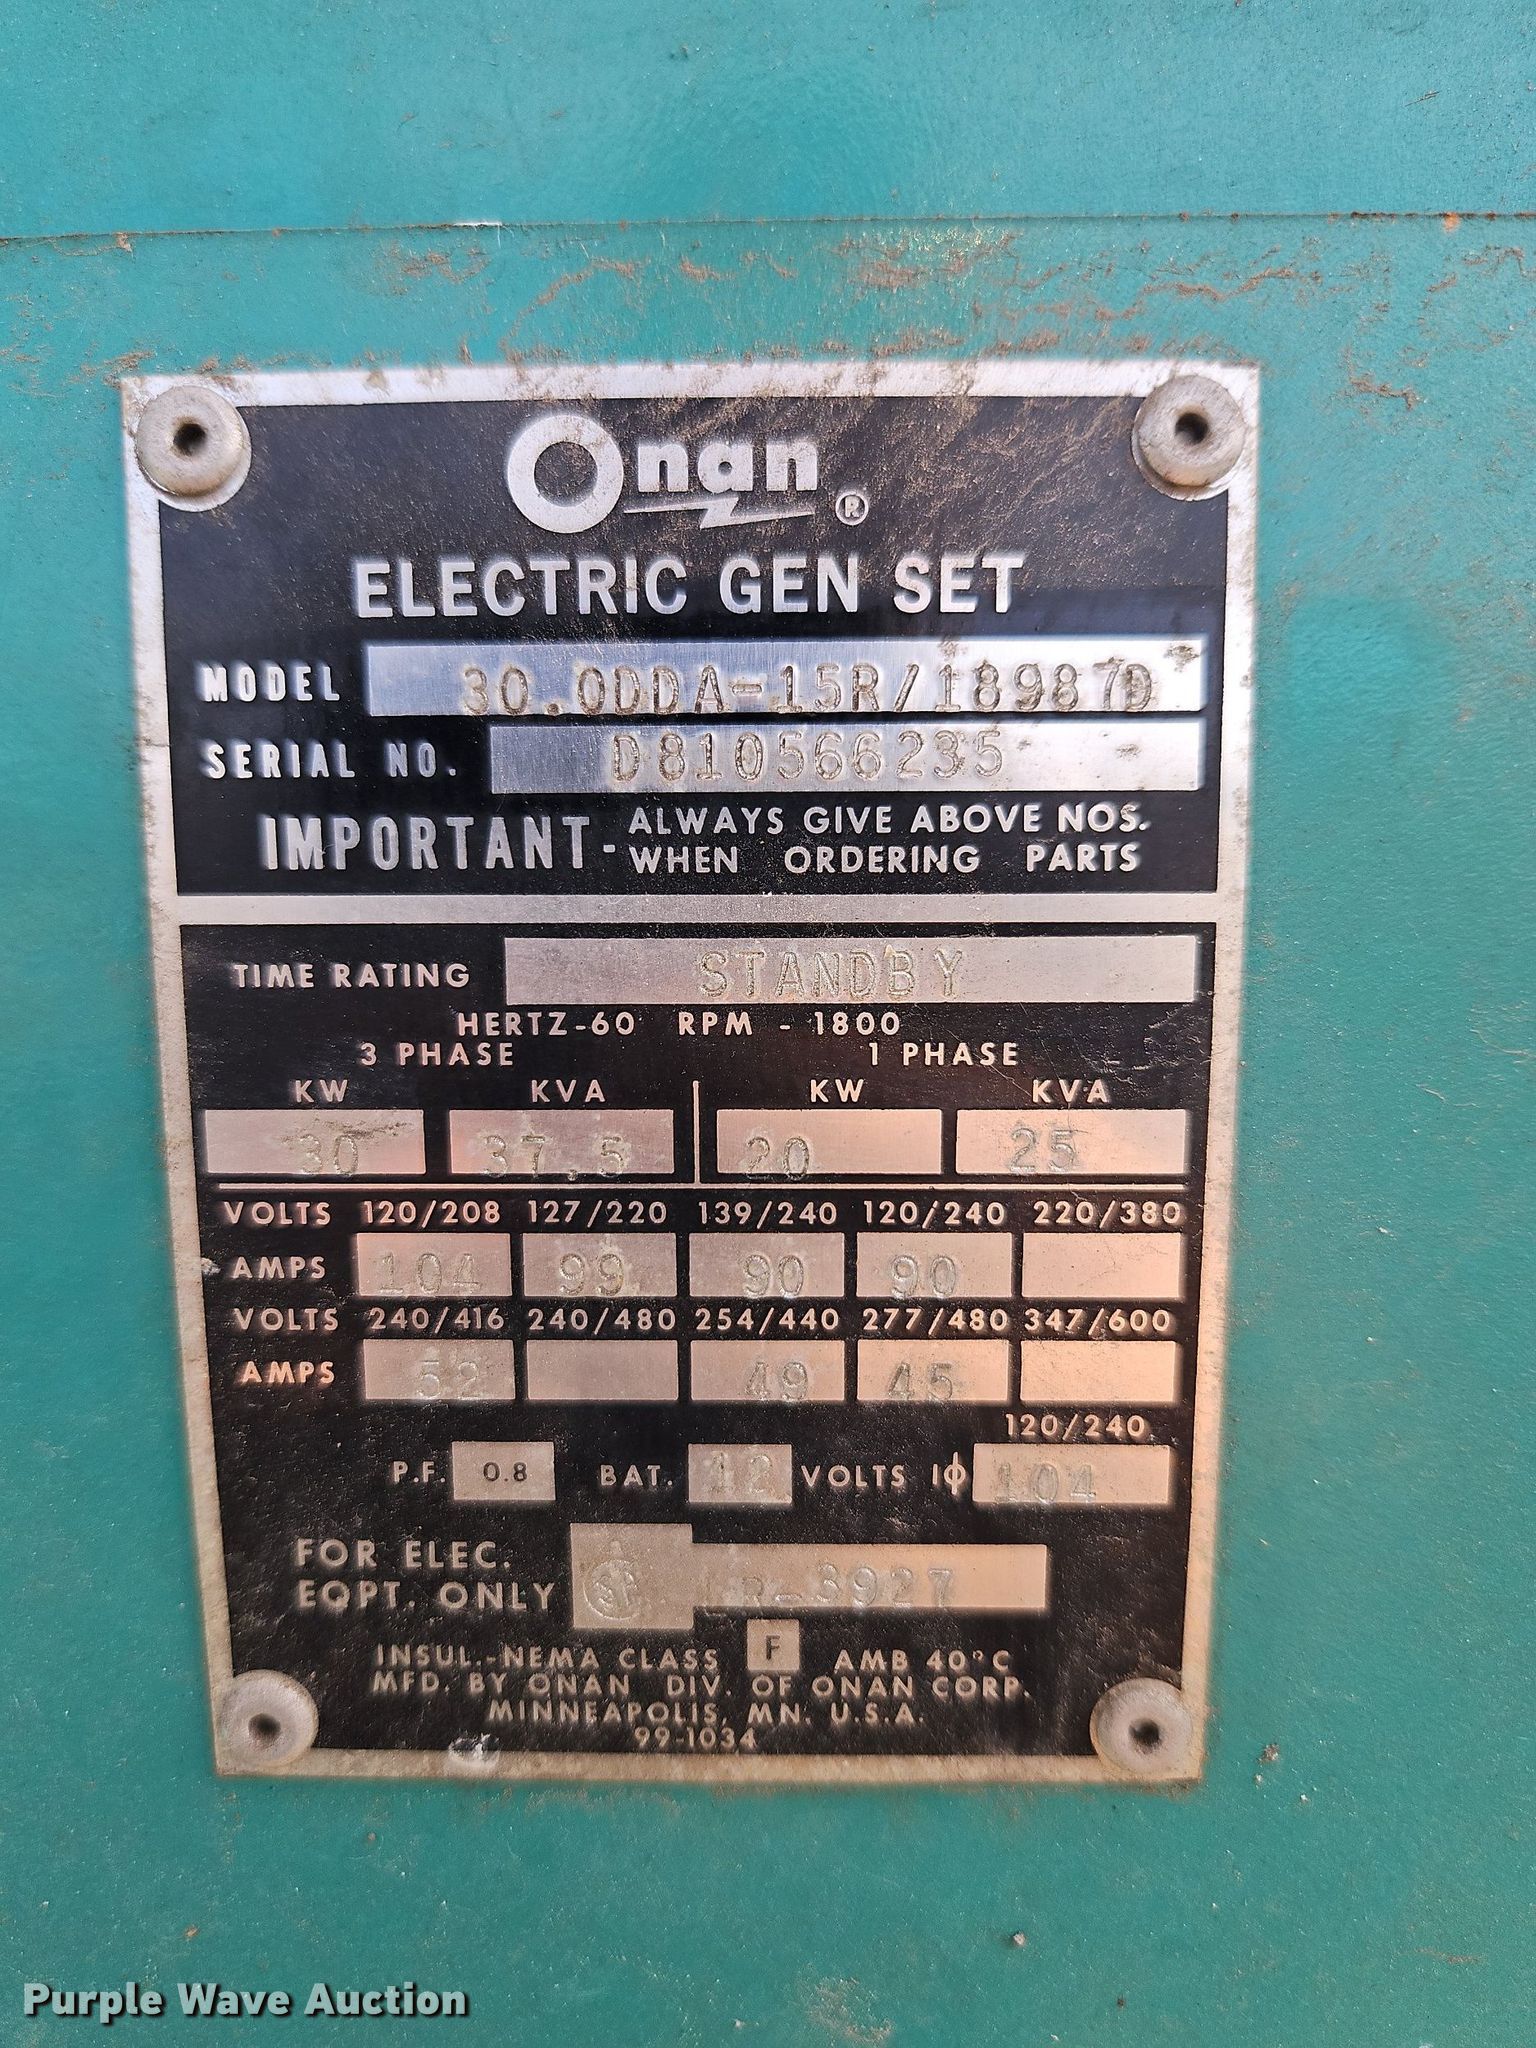 Onan ®
ELECTRIC GEN SET
MODEL 30.0DDA-15R/18987D
SERIAL NO. D810566235
IMPORTANT- ALWAYS GIVE ABOVE NOS.
WHEN ORDERING PARTS
TIME RATING STANDBY
HERTZ-60 RPM - 1800
3 PHASE 1 PHASE
KW KVA KW KVA
30 37.5 20 25
VOLTS 120/208 127/220 139/240 120/240 220/380
AMPS 104 99 90 90
VOLTS 240/416 240/480 254/440 277/480 347/600
AMPS 52 49 45
120/240
P.F. 0.8 BAT. 12 VOLTS 1ϕ 104
FOR ELEC.
EQPT. ONLY LR-3927
INSUL.-NEMA CLASS F AMB 40°C
MFD. BY ONAN DIV. OF ONAN CORP.
MINNEAPOLIS, MN. U.S.A.
99-1034
Purple Wave Auction